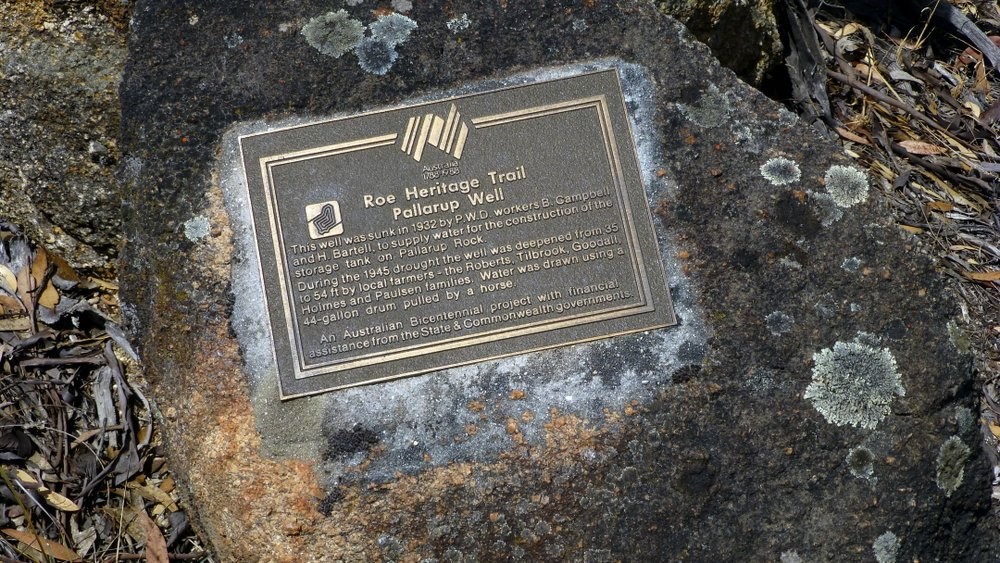 Australia
1788-1988
Roe Heritage Trail
Pallarup Well
This well was sunk in 1932 by P.W.D. workers B. Campbell
and H. Bartell, to supply water for the construction of the
storage tank on Pallarup Rock.
During the 1945 drought the well was deepened from 35
to 54 ft by local farmers - the Roberts, Tilbrook, Goodall,
Holmes and Paulsen families. Water was drawn using a
44-gallon drum pulled by a horse.
An Australian Bicentennial project with financial
assistance from the State & Commonwealth governments.